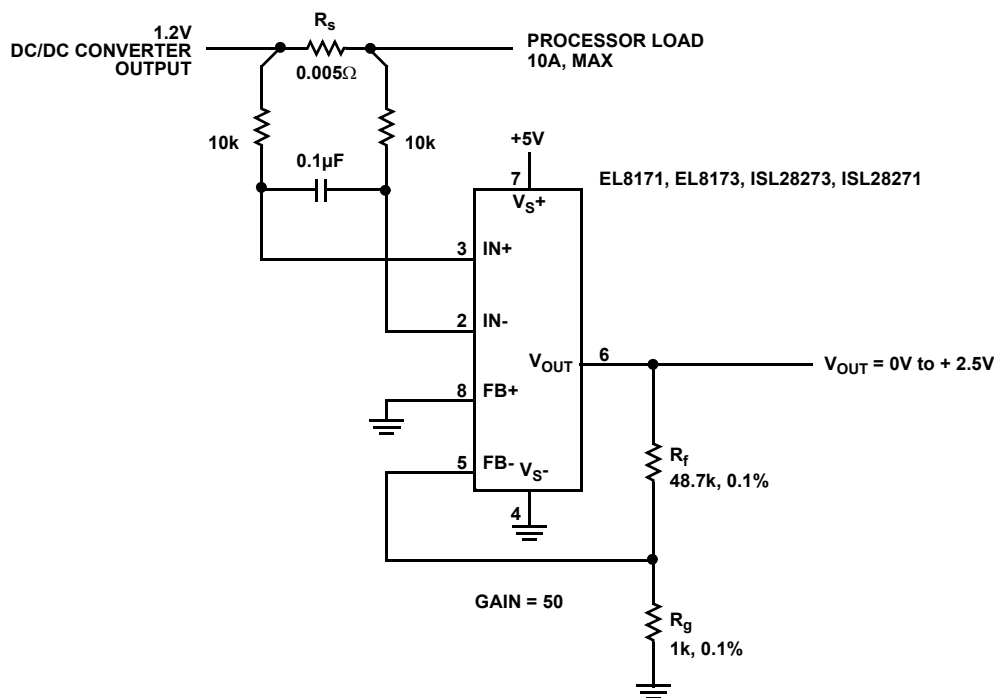 1.2V
DC/DC CONVERTER
OUTPUT
Rs
0.005Ω
PROCESSOR LOAD
10A, MAX
10k
10k
0.1µF
+5V
7
VS+
EL8171, EL8173, ISL28273, ISL28271
3
IN+
2
IN-
VOUT
6
VOUT = 0V to + 2.5V
8
FB+
5
FB-
VS-
4
Rf
48.7k, 0.1%
GAIN = 50
Rg
1k, 0.1%